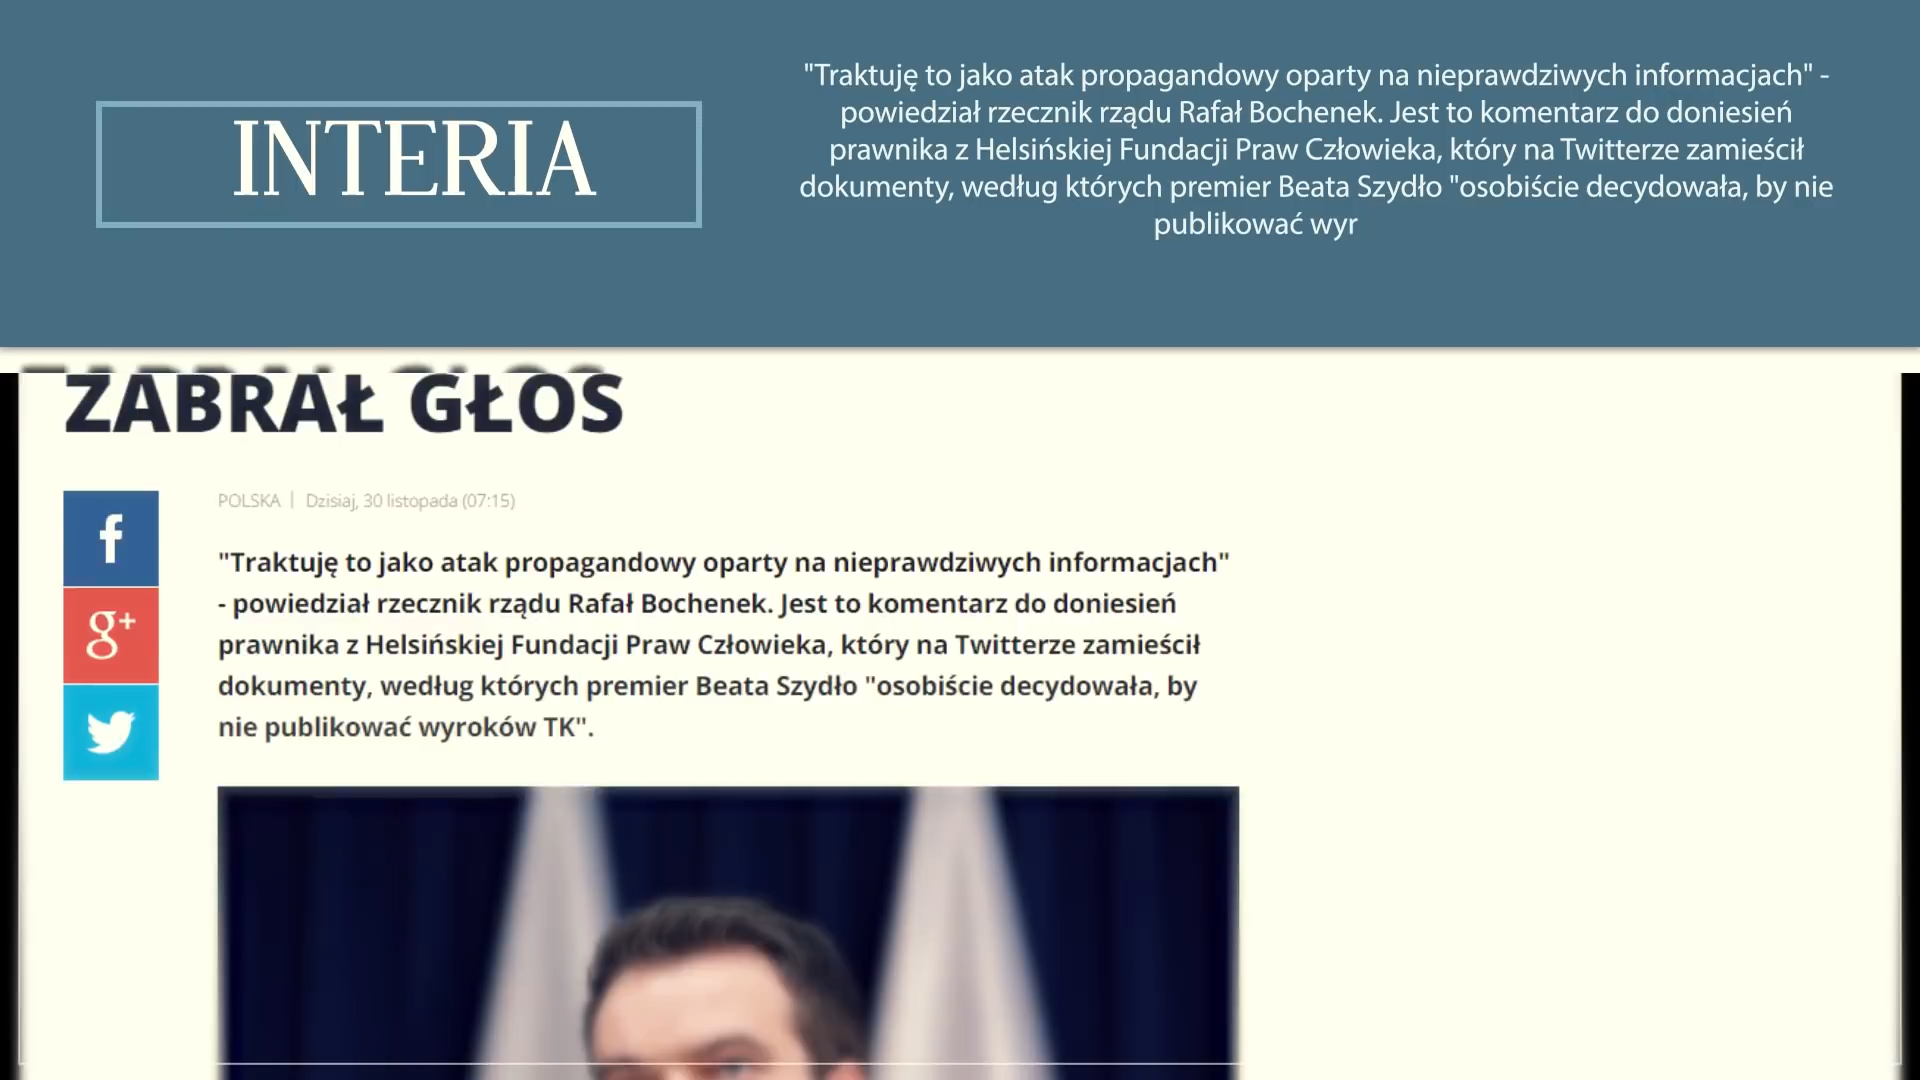 INTERIA
"Traktuję to jako atak propagandowy oparty na nieprawdziwych informacjach" -
powiedział rzecznik rządu Rafał Bochenek. Jest to komentarz do doniesień
prawnika z Helsińskiej Fundacji Praw Człowieka, który na Twitterze zamieścił
dokumenty, według których premier Beata Szydło "osobiście decydowała, by nie
publikować wyr
ZABRAŁ GŁOS
f
g+
POLSKA | Dzisiaj, 30 listopada (07:15)
"Traktuję to jako atak propagandowy oparty na nieprawdziwych informacjach"
- powiedział rzecznik rządu Rafał Bochenek. Jest to komentarz do doniesień
prawnika z Helsińskiej Fundacji Praw Człowieka, który na Twitterze zamieścił
dokumenty, według których premier Beata Szydło "osobiście decydowała, by
nie publikować wyroków TK".